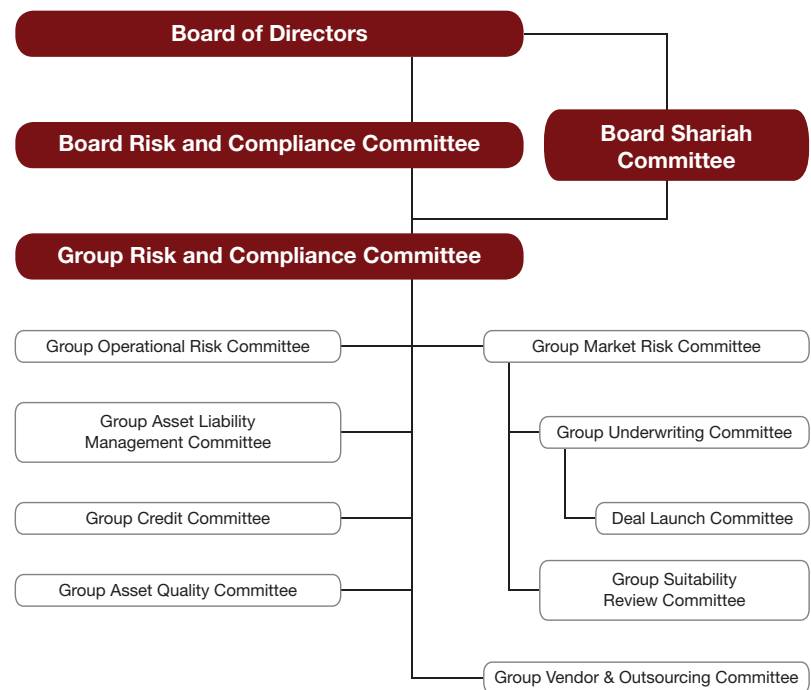 Board of Directors
Board Risk and Compliance Committee
Board Shariah
Committee
Group Risk and Compliance Committee
Group Operational Risk Committee
Group Market Risk Committee
Group Asset Liability
Management Committee
Group Underwriting Committee
Group Credit Committee
Deal Launch Committee
Group Asset Quality Committee
Group Suitability
Review Committee
Group Vendor & Outsourcing Committee